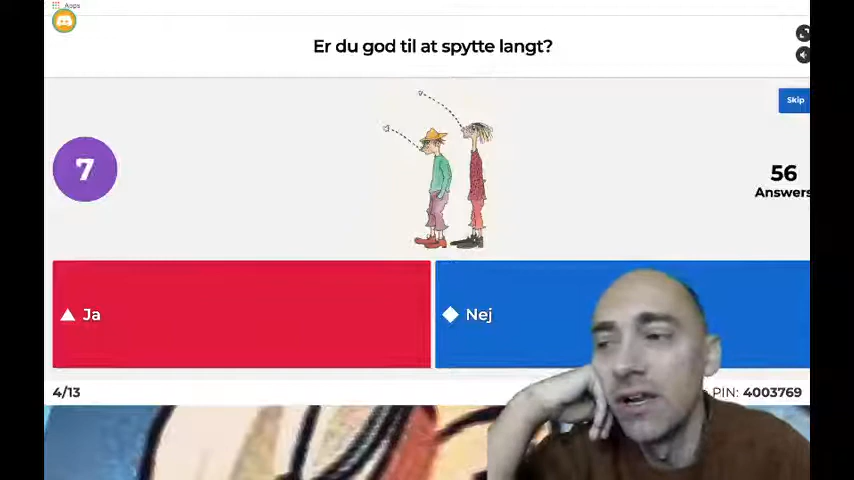 Apps
Er du god til at spytte langt?
Skip
7
56
Answers
Ja
Nej
4/13
PIN: 4003769